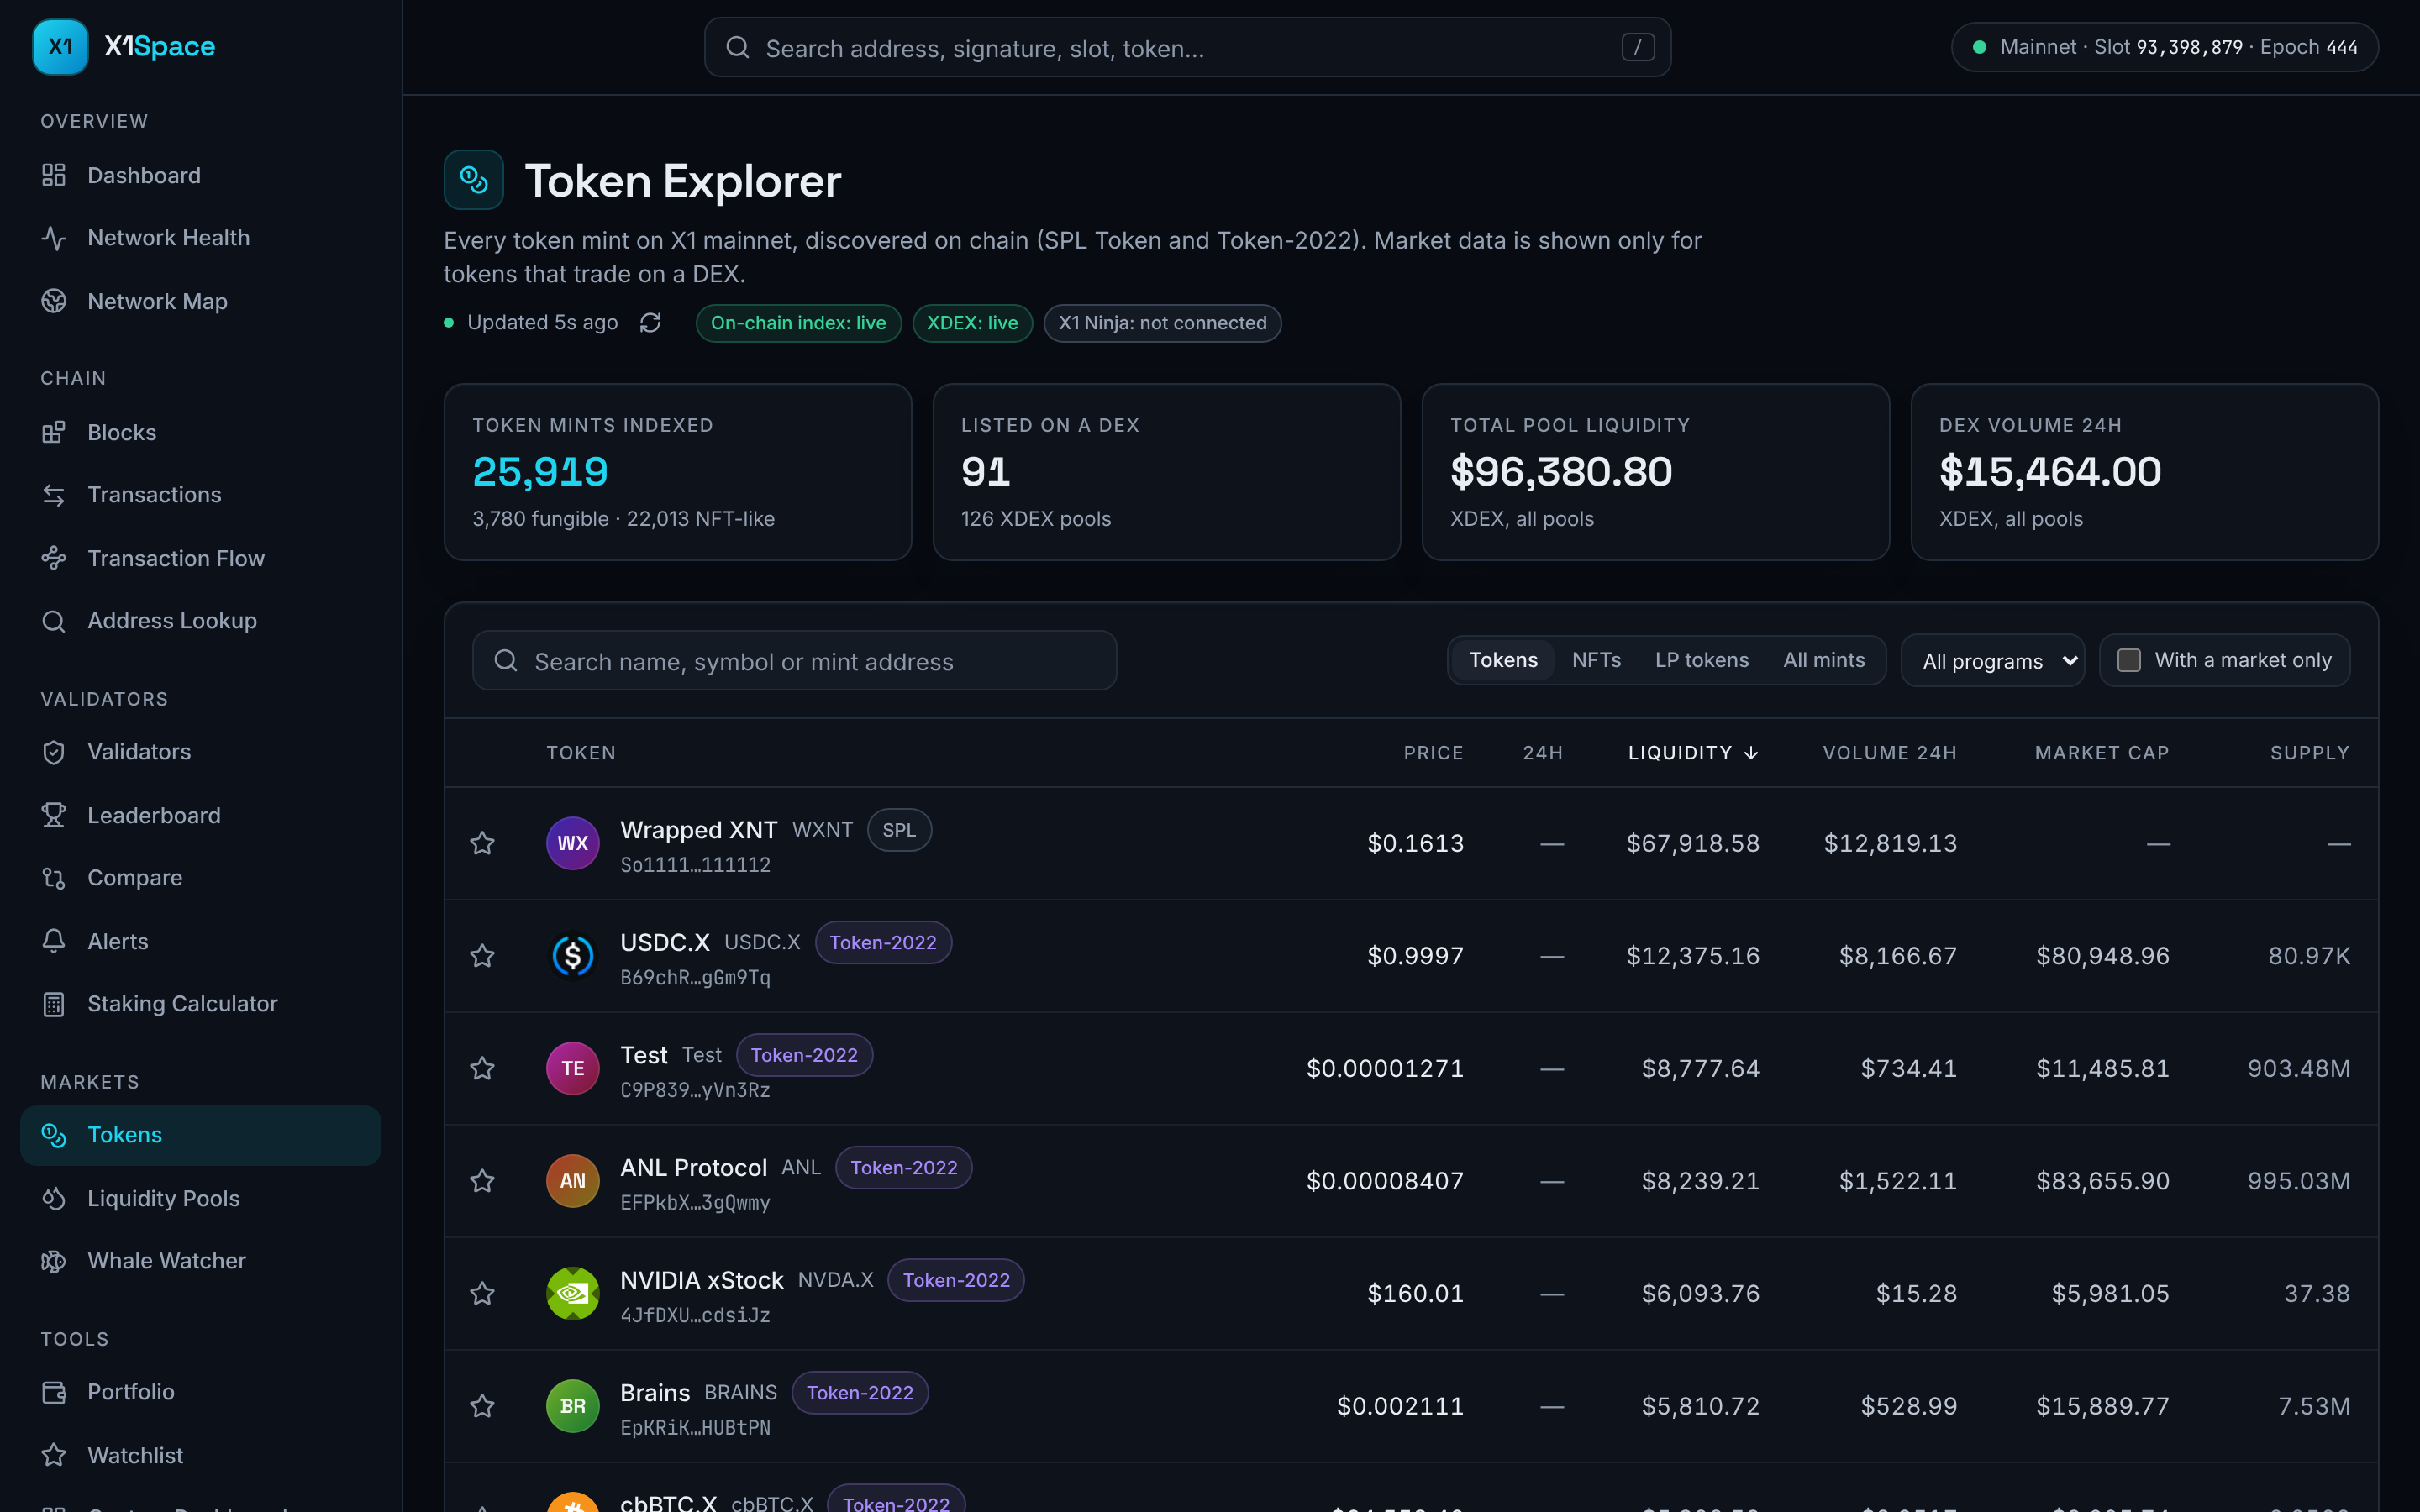 X1 X1Space
Search address, signature, slot, token... /
Mainnet · Slot 93,398,879 · Epoch 444
OVERVIEW
Dashboard
Network Health
Network Map
CHAIN
Blocks
Transactions
Transaction Flow
Address Lookup
VALIDATORS
Validators
Leaderboard
Compare
Alerts
Staking Calculator
MARKETS
Tokens
Liquidity Pools
Whale Watcher
TOOLS
Portfolio
Watchlist
Token Explorer
Every token mint on X1 mainnet, discovered on chain (SPL Token and Token-2022). Market data is shown only for
tokens that trade on a DEX.
Updated 5s ago On-chain index: live XDEX: live X1 Ninja: not connected
TOKEN MINTS INDEXED
25,919
3,780 fungible · 22,013 NFT-like
LISTED ON A DEX
91
126 XDEX pools
TOTAL POOL LIQUIDITY
$96,380.80
XDEX, all pools
DEX VOLUME 24H
$15,464.00
XDEX, all pools
Search name, symbol or mint address
Tokens NFTs LP tokens All mints All programs With a market only
TOKEN PRICE 24H LIQUIDITY ↓ VOLUME 24H MARKET CAP SUPPLY
WX Wrapped XNT WXNT SPL $0.1613 — $67,918.58 $12,819.13 — —
So1111…111112
USDC.X USDC.X Token-2022 $0.9997 — $12,375.16 $8,166.67 $80,948.96 80.97K
B69chR…gGm9Tq
TE Test Test Token-2022 $0.00001271 — $8,777.64 $734.41 $11,485.81 903.48M
C9P839…yVn3Rz
AN ANL Protocol ANL Token-2022 $0.00008407 — $8,239.21 $1,522.11 $83,655.90 995.03M
EFPkbX…3gQwmy
NVIDIA xStock NVDA.X Token-2022 $160.01 — $6,093.76 $15.28 $5,981.05 37.38
4JfDXU…cdsiJz
BR Brains BRAINS Token-2022 $0.002111 — $5,810.72 $528.99 $15,889.77 7.53M
EpKRiK…HUBtPN
cbBTC.X cbBTC.X Token-2022